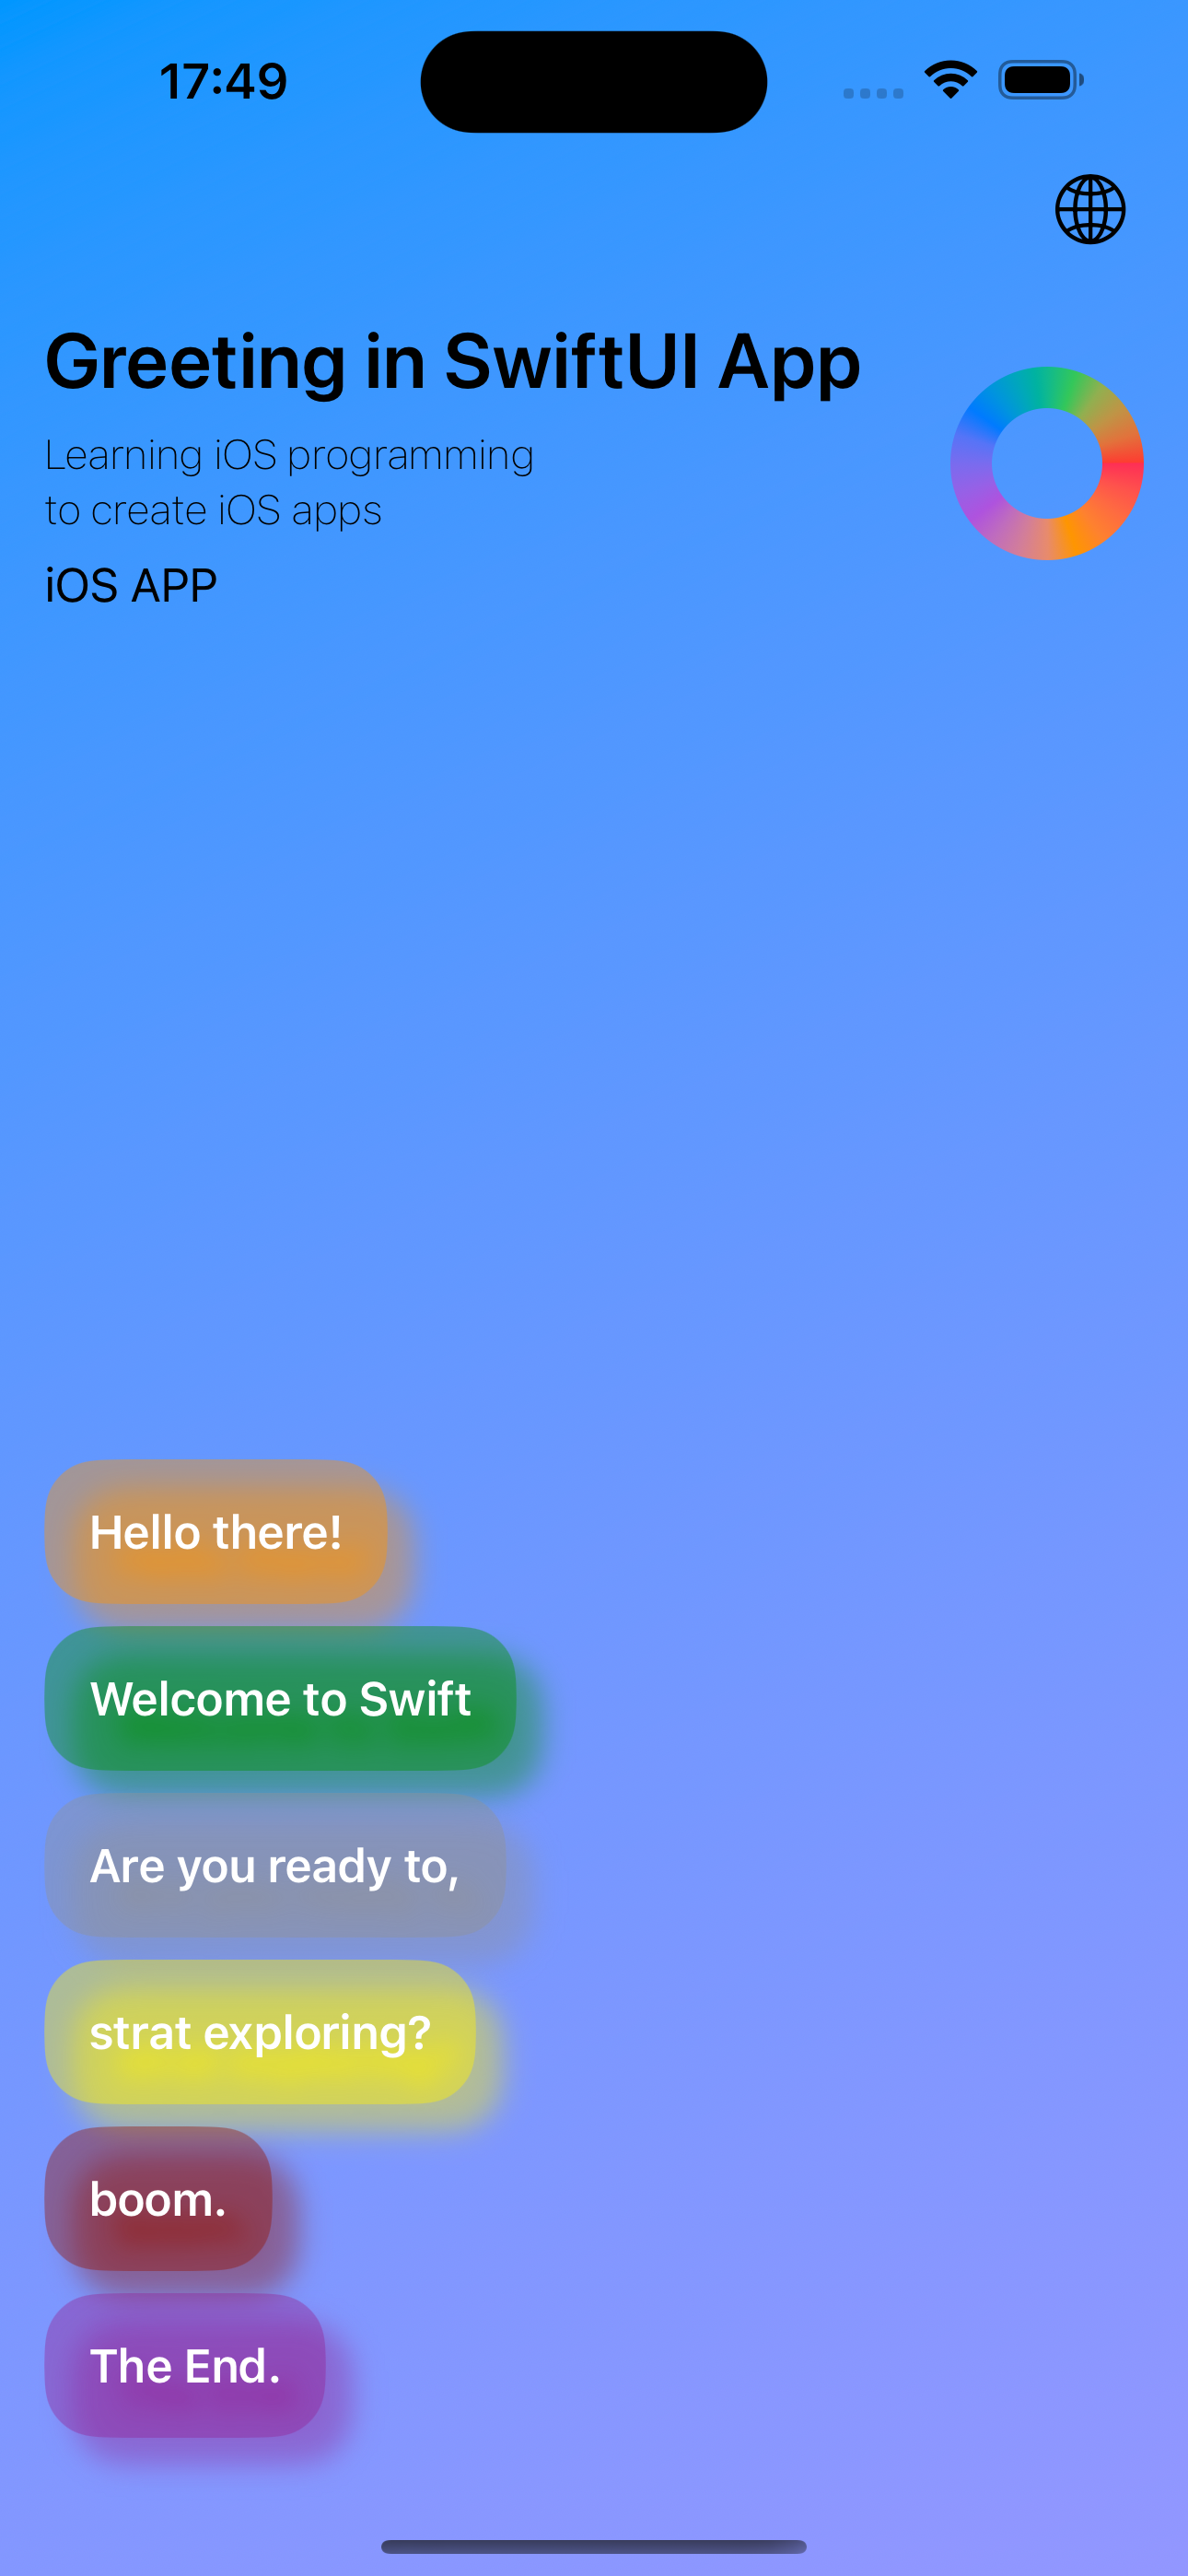 17:49
Greeting in SwiftUI App
Learning iOS programming
to create iOS apps
iOS APP
Hello there!
Welcome to Swift
Are you ready to,
strat exploring?
boom.
The End.